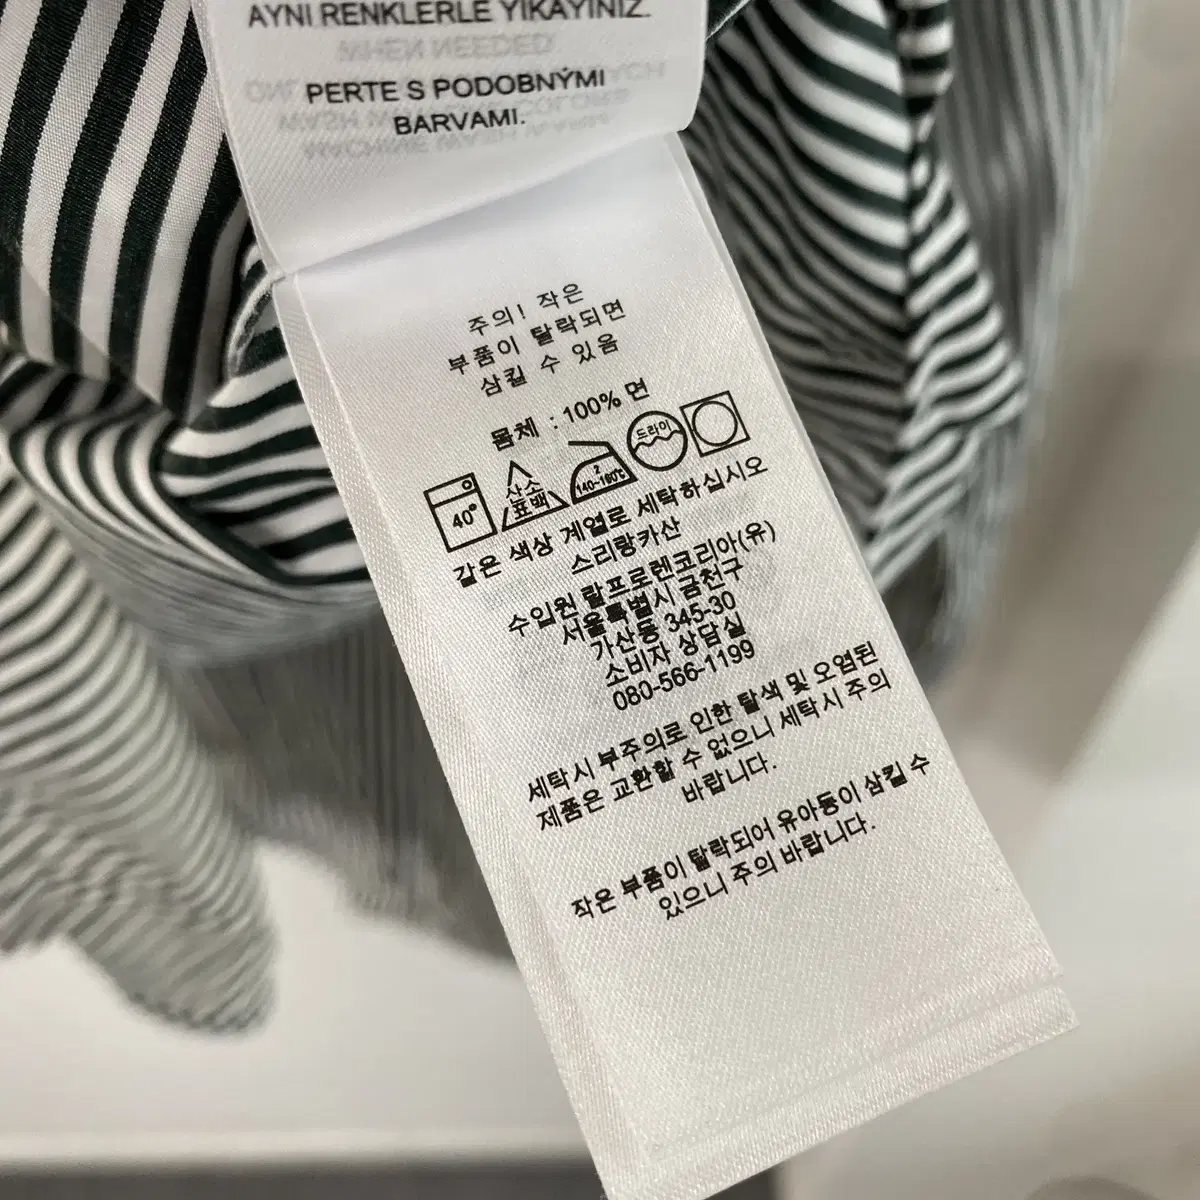 AYNI RENKLERLE YIKAYINIZ.
PERTE S PODOBNÝMI
BARVAMI.
주의! 작은
부품이 탈락되면
삼킬 수 있음
몸체 : 100% 면
40°
산소
표백
2
140~160℃
드라이
같은 색상 계열로 세탁하십시오
스리랑카산
수입원 랄프로렌코리아(유)
서울특별시 금천구
가산동 345-30
소비자 상담실
080-566-1199
세탁시 부주의로 인한 탈색 및 오염된
제품은 교환할 수 없으니 세탁시 주의
바랍니다.
작은 부품이 탈락되어 유아등이 삼킬 수
있으니 주의 바랍니다.